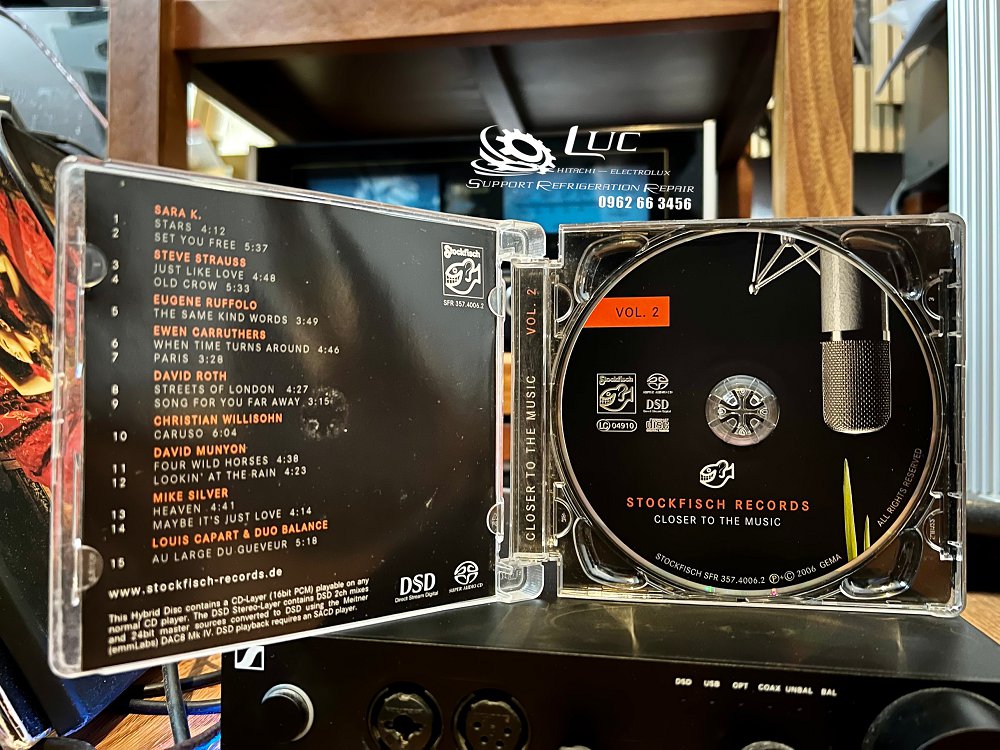 LUC
HITACHI — ELECTROLUX
SUPPORT REFRIGERATION REPAIR
0962 66 3456
SARA K.
1 STARS 4:12
2 SET YOU FREE 5:37
STEVE STRAUSS
3 JUST LIKE LOVE 4:48
4 OLD CROW 5:33
EUGENE RUFFOLO
5 THE SAME KIND WORDS 3:49
EWEN CARRUTHERS
6 WHEN TIME TURNS AROUND 4:46
7 PARIS 3:28
DAVID ROTH
8 STREETS OF LONDON 4:27
9 SONG FOR YOU FAR AWAY 3:15
CHRISTIAN WILLISOHN
10 CARUSO 6:04
DAVID MUNYON
11 FOUR WILD HORSES 4:38
12 LOOKIN' AT THE RAIN 4:23
MIKE SILVER
13 HEAVEN 4:41
14 MAYBE IT'S JUST LOVE 4:14
LOUIS CAPART & DUO BALANCE
15 AU LARGE DU GUEVEUR 5:18
www.stockfisch-records.de
This Hybrid Disc contains a CD-Layer (16bit PCM) playable on any
normal CD player. The DSD Stereo-Layer contains DSD 2ch mixes
and 24bit master sources converted to DSD using the Meitner
(emmLabs) DAC8 Mk IV. DSD playback requires an SACD player.
DSD
Direct Stream Digital
SUPER AUDIO CD
Stockfisch
SFR 357.4006.2
CLOSER TO THE MUSIC VOL. 2
VOL. 2
Stockfisch
SUPER AUDIO CD
DSD
Direct Stream Digital
LC 04910
STOCKFISCH RECORDS
CLOSER TO THE MUSIC
STOCKFISCH SFR 357.4006.2 ℗ © 2006 GEMA
ALL RIGHTS RESERVED
DSD USB OPT COAX UNBAL BAL